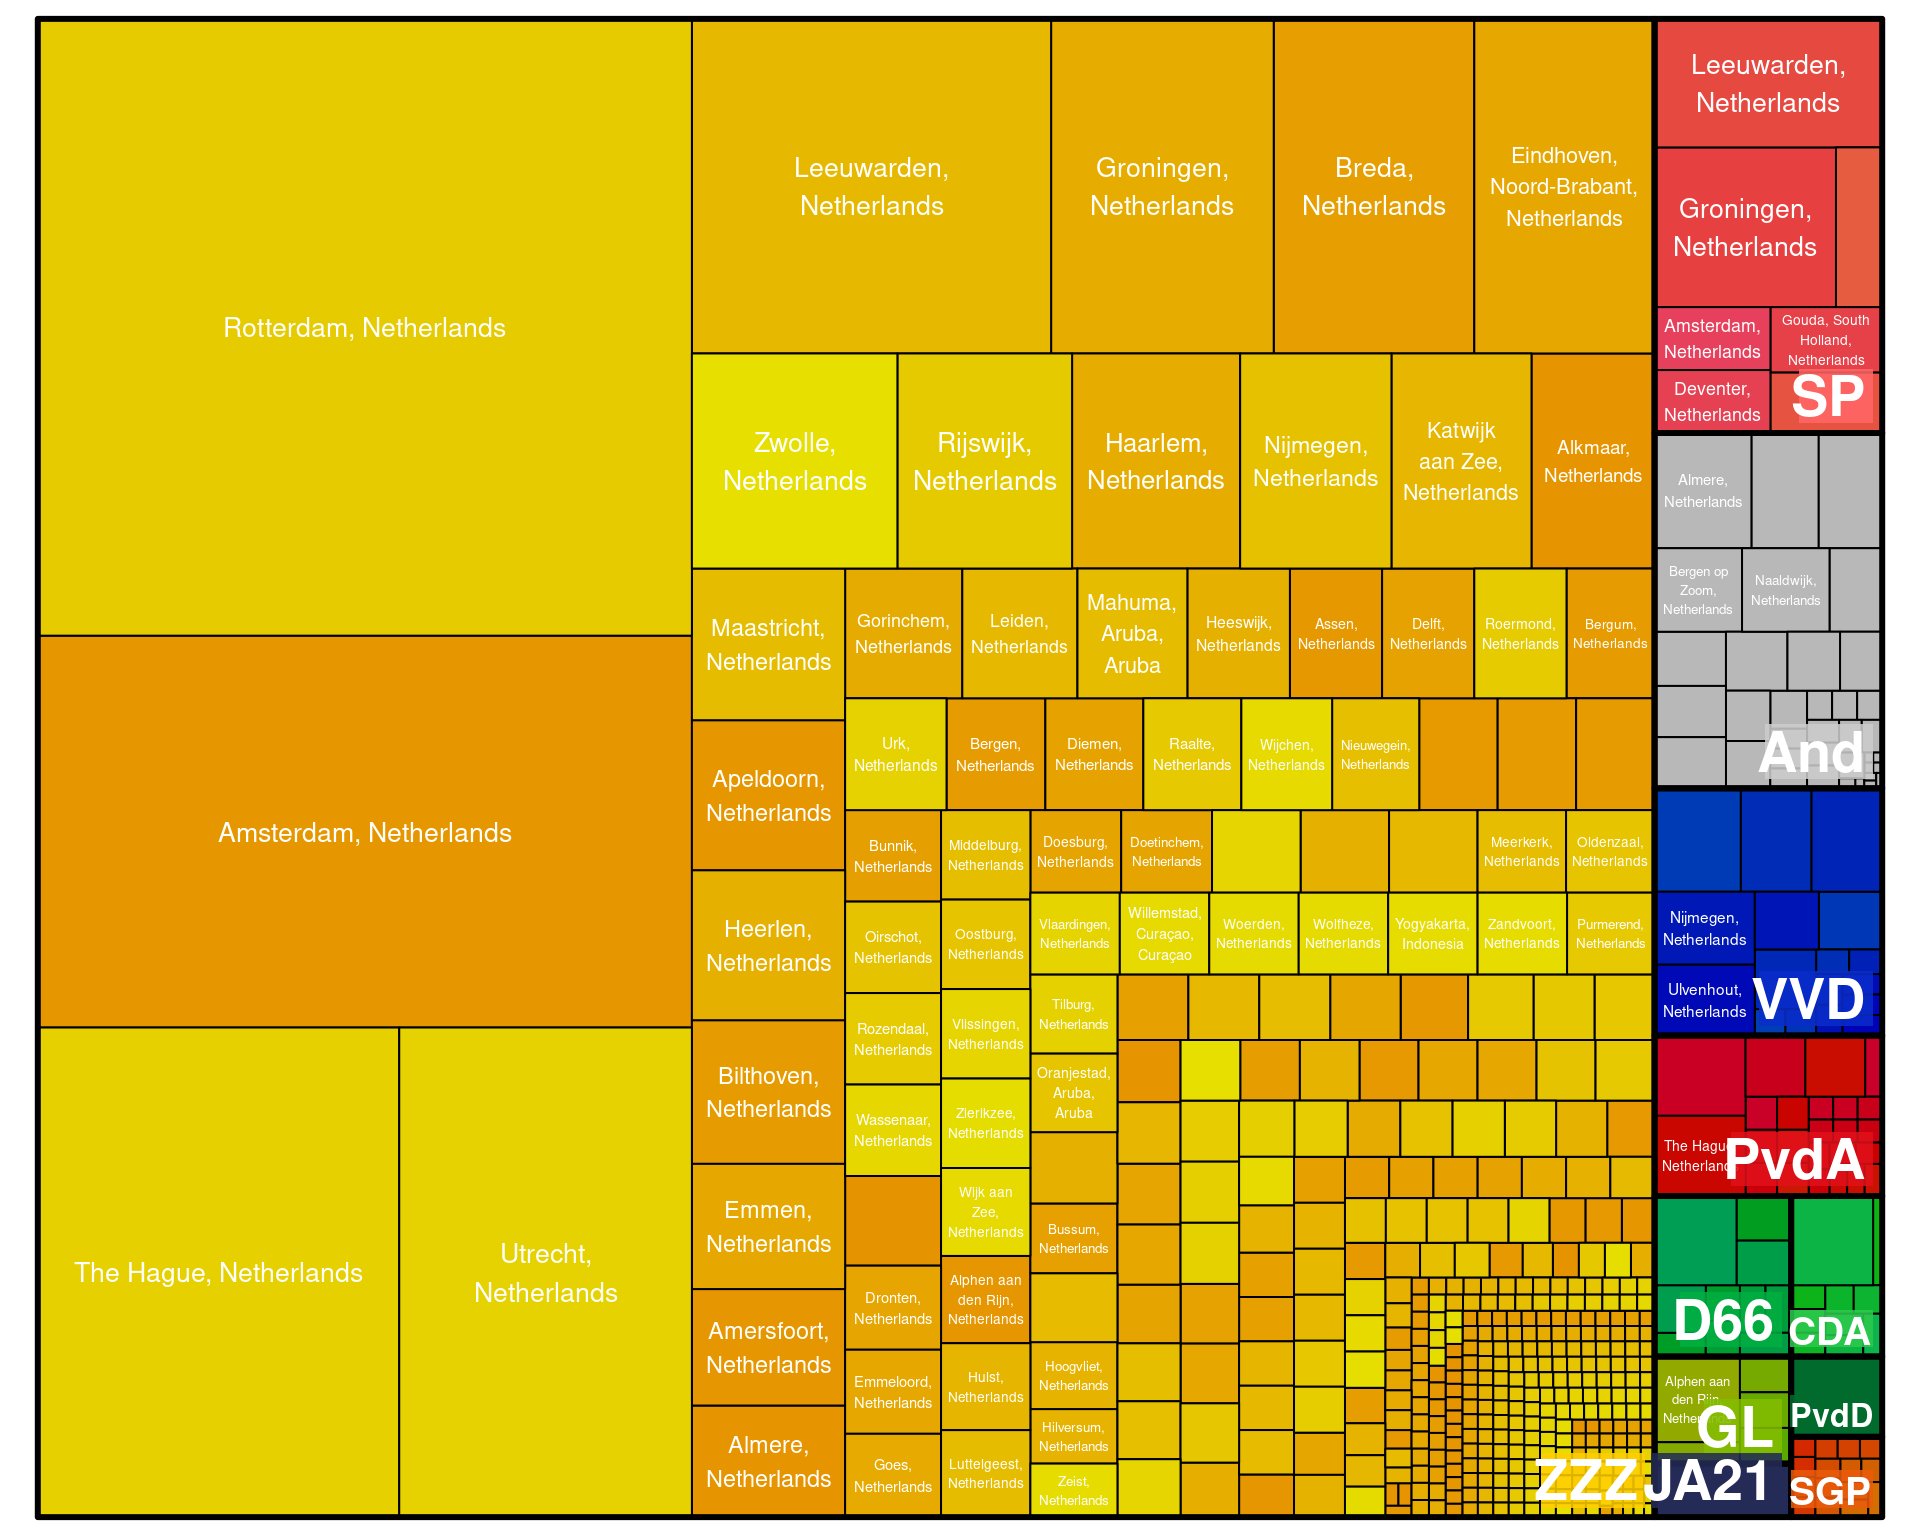 Rotterdam, Netherlands
Amsterdam, Netherlands
The Hague, Netherlands
Utrecht,
Netherlands
Leeuwarden,
Netherlands
Groningen,
Netherlands
Breda,
Netherlands
Eindhoven,
Noord-Brabant,
Netherlands
Zwolle,
Netherlands
Rijswijk,
Netherlands
Haarlem,
Netherlands
Nijmegen,
Netherlands
Katwijk
aan Zee,
Netherlands
Alkmaar,
Netherlands
Maastricht,
Netherlands
Apeldoorn,
Netherlands
Heerlen,
Netherlands
Bilthoven,
Netherlands
Emmen,
Netherlands
Amersfoort,
Netherlands
Almere,
Netherlands
Gorinchem,
Netherlands
Leiden,
Netherlands
Mahuma,
Aruba,
Aruba
Heeswijk,
Netherlands
Assen,
Netherlands
Delft,
Netherlands
Roermond,
Netherlands
Bergum,
Netherlands
Urk,
Netherlands
Bergen,
Netherlands
Diemen,
Netherlands
Raalte,
Netherlands
Wijchen,
Netherlands
Nieuwegein,
Netherlands
Bunnik,
Netherlands
Oirschot,
Netherlands
Rozendaal,
Netherlands
Wassenaar,
Netherlands
Dronten,
Netherlands
Emmeloord,
Netherlands
Goes,
Netherlands
Middelburg,
Netherlands
Oostburg,
Netherlands
Vlissingen,
Netherlands
Zierikzee,
Netherlands
Wijk aan
Zee,
Netherlands
Alphen aan
den Rijn,
Netherlands
Hulst,
Netherlands
Luttelgeest,
Netherlands
Doesburg,
Netherlands
Doetinchem,
Netherlands
Meerkerk,
Netherlands
Oldenzaal,
Netherlands
Vlaardingen,
Netherlands
Willemstad,
Curaçao,
Curaçao
Woerden,
Netherlands
Wolfheze,
Netherlands
Yogyakarta,
Indonesia
Zandvoort,
Netherlands
Purmerend,
Netherlands
Tilburg,
Netherlands
Oranjestad,
Aruba,
Aruba
Bussum,
Netherlands
Hoogvliet,
Netherlands
Hilversum,
Netherlands
Zeist,
Netherlands
ZZZ
Leeuwarden,
Netherlands
Groningen,
Netherlands
Amsterdam,
Netherlands
Gouda, South
Holland,
Netherlands
Deventer,
Netherlands
SP
Almere,
Netherlands
Bergen op
Zoom,
Netherlands
Naaldwijk,
Netherlands
And
Nijmegen,
Netherlands
Ulvenhout,
Netherlands
VVD
The Hague,
Netherlands
PvdA
D66
CDA
Alphen aan
den Rijn,
Netherlands
GL
PvdD
JA21
SGP